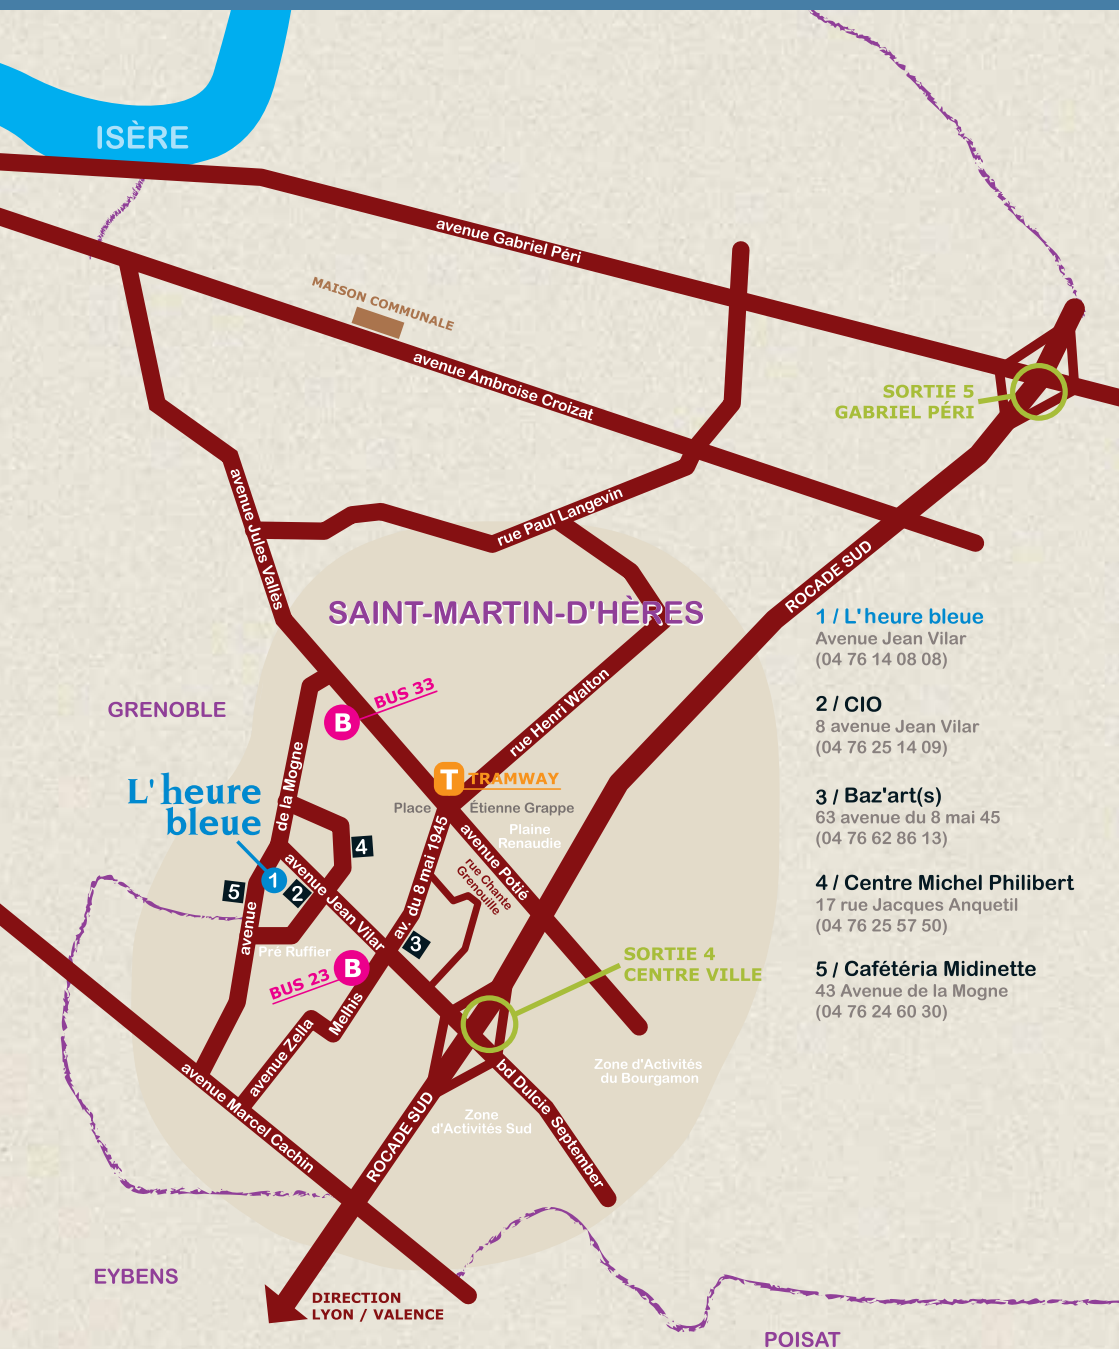 ISÈRE
avenue Gabriel Péri
MAISON COMMUNALE
avenue Ambroise Croizat
SORTIE 5
GABRIEL PÉRI
avenue Jules Vallès
rue Paul Langevin
ROCADE SUD
SAINT-MARTIN-D'HÈRES
1 / L'heure bleue
Avenue Jean Vilar
(04 76 14 08 08)
2 / CIO
8 avenue Jean Vilar
(04 76 25 14 09)
3 / Baz'art(s)
63 avenue du 8 mai 45
(04 76 62 86 13)
4 / Centre Michel Philibert
17 rue Jacques Anquetil
(04 76 25 57 50)
5 / Cafétéria Midinette
43 Avenue de la Mogne
(04 76 24 60 30)
GRENOBLE
B
BUS 33
rue Henri Walton
T
TRAMWAY
Place
Étienne Grappe
Plaine
Renaudie
L'heure
bleue
avenue
de la Mogne
4
5
1
2
avenue Jean Vilar
av. du 8 mai 1945
avenue Potié
rue Chante
Grenouille
3
Pré Ruffier
B
BUS 23
SORTIE 4
CENTRE VILLE
avenue Zella
Melhis
avenue Marcel Cachin
Zone d'Activités
du Bourgamon
bd Dulcie September
Zone
d'Activités Sud
ROCADE SUD
EYBENS
DIRECTION
LYON / VALENCE
POISAT